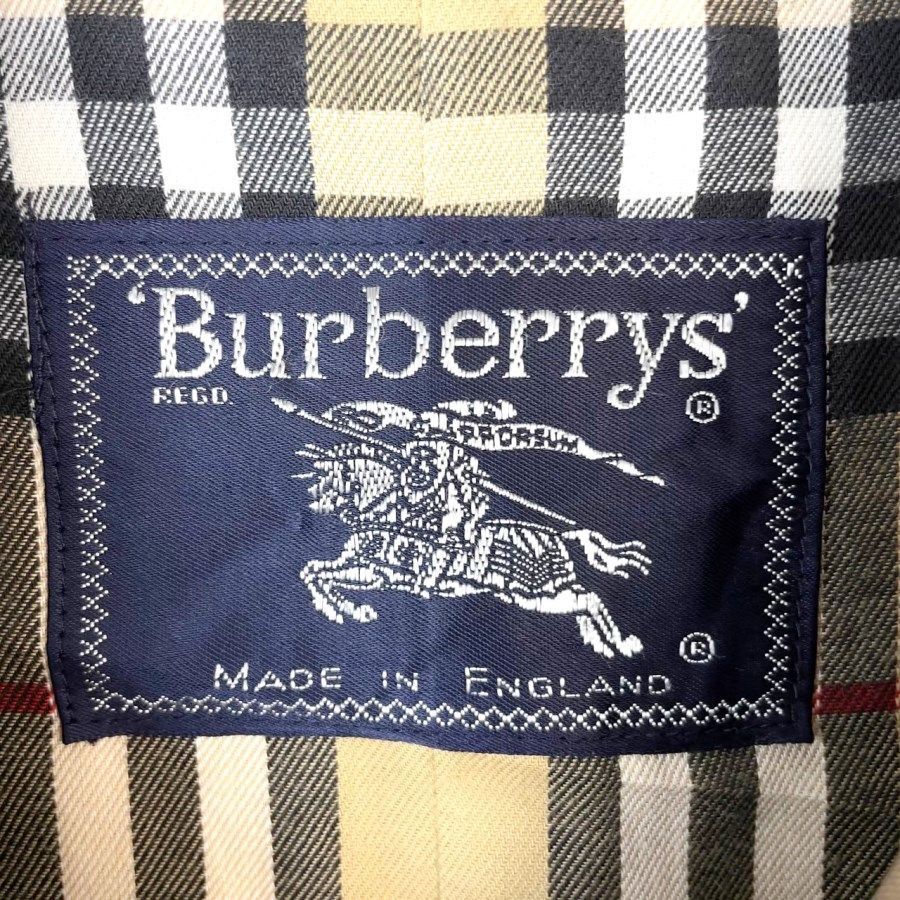 ‘Burberrys’
REGD. ®
PRORSUM
®
MADE IN ENGLAND